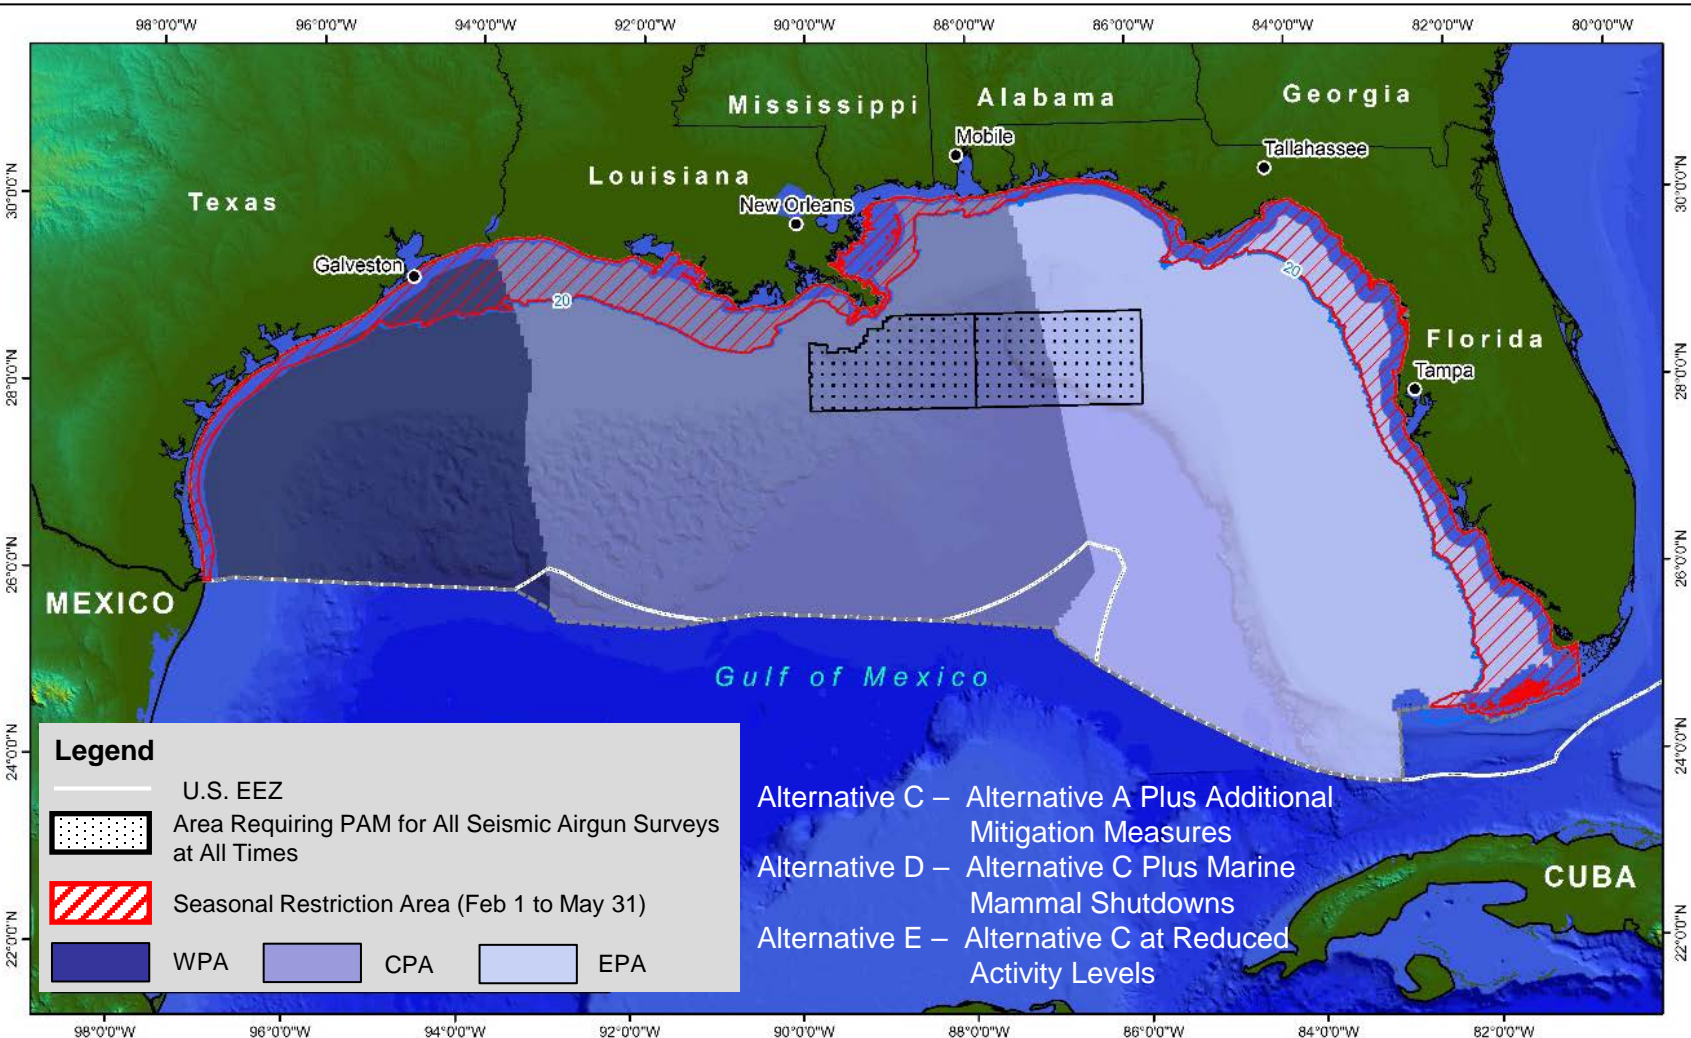 98°0'0"W 96°0'0"W 94°0'0"W 92°0'0"W 90°0'0"W 88°0'0"W 86°0'0"W 84°0'0"W 82°0'0"W 80°0'0"W
Mississippi
Alabama
Georgia
Mobile
Tallahassee
Louisiana
Texas
New Orleans
30°0'0"N
30°0'0"N
Galveston
20
20
Florida
Tampa
28°0'0"N
28°0'0"N
26°0'0"N
26°0'0"N
MEXICO
Gulf of Mexico
24°0'0"N
24°0'0"N
Legend
U.S. EEZ
Area Requiring PAM for All Seismic Airgun Surveys
at All Times
Seasonal Restriction Area (Feb 1 to May 31)
WPA CPA EPA
Alternative C – Alternative A Plus Additional
Mitigation Measures
Alternative D – Alternative C Plus Marine
Mammal Shutdowns
Alternative E – Alternative C at Reduced
Activity Levels
CUBA
22°0'0"N
22°0'0"N
98°0'0"W 96°0'0"W 94°0'0"W 92°0'0"W 90°0'0"W 88°0'0"W 86°0'0"W 84°0'0"W 82°0'0"W